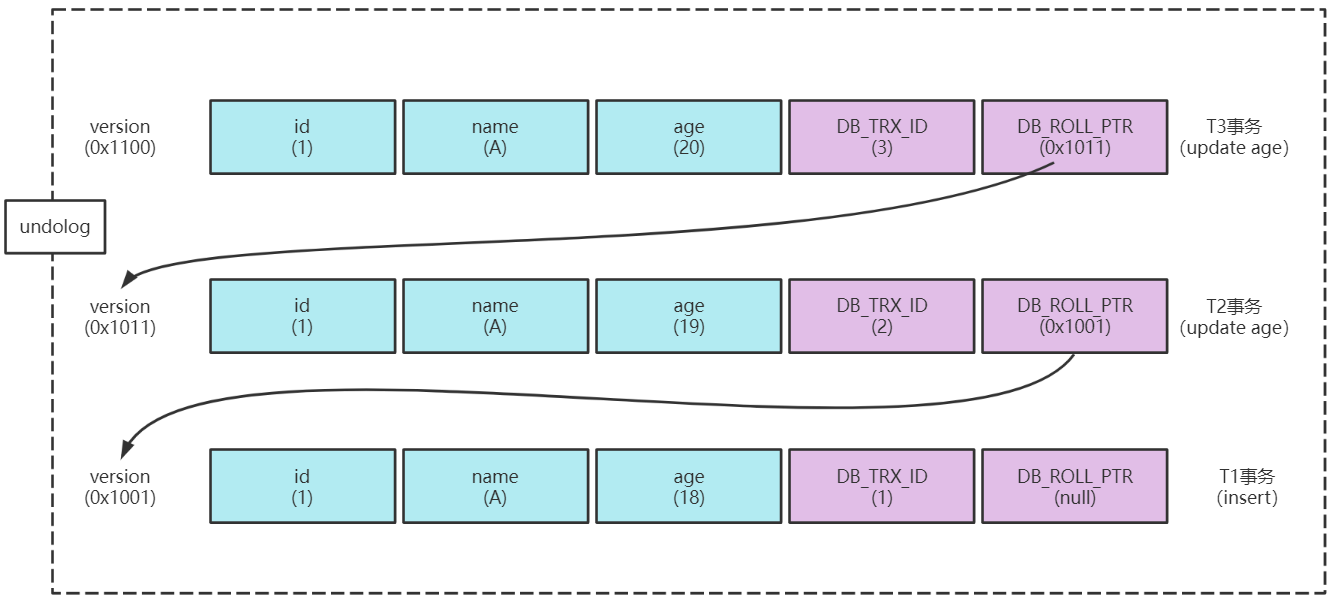 version
(0x1100)
id
(1)
name
(A)
age
(20)
DB_TRX_ID
(3)
DB_ROLL_PTR
(0x1011)
T3事务
(update age)
undolog
version
(0x1011)
id
(1)
name
(A)
age
(19)
DB_TRX_ID
(2)
DB_ROLL_PTR
(0x1001)
T2事务
(update age)
version
(0x1001)
id
(1)
name
(A)
age
(18)
DB_TRX_ID
(1)
DB_ROLL_PTR
(null)
T1事务
(insert)